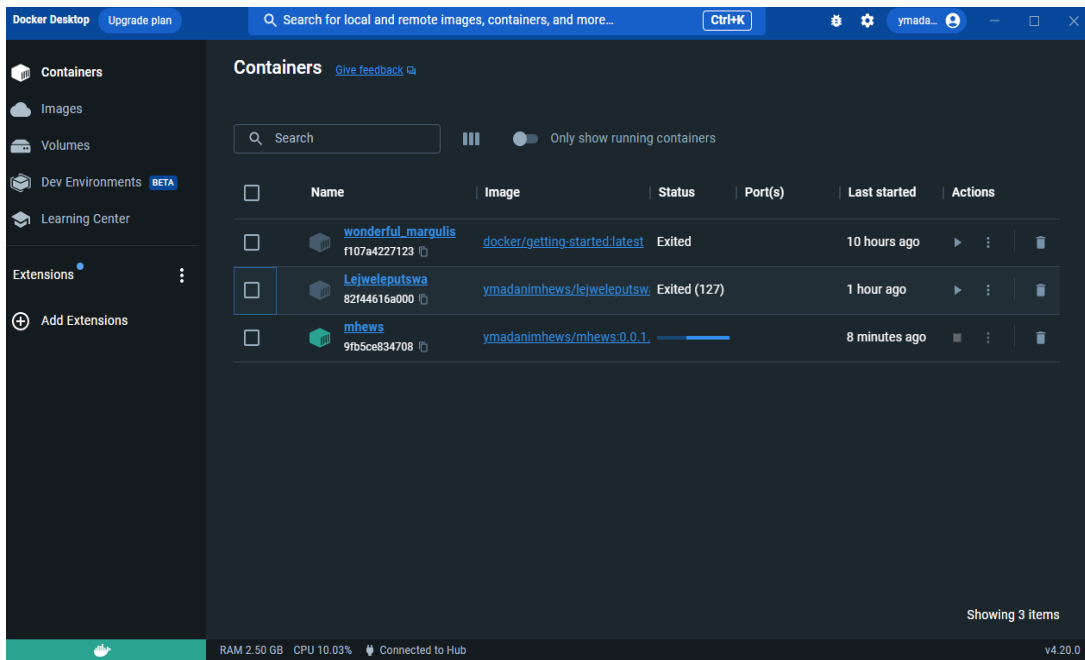 Docker Desktop Upgrade plan Search for local and remote images, containers, and more... Ctrl+K ymada...
Containers
Images
Volumes
Dev Environments BETA
Learning Center
Extensions
Add Extensions
Containers Give feedback
Search Only show running containers
Name Image Status Port(s) Last started Actions
wonderful_margulis
f107a4227123 docker/getting-started:latest Exited 10 hours ago
Lejweleputswa
82f44616a000 ymadanimhews/lejweleputsw Exited (127) 1 hour ago
mhews
9fb5ce834708 ymadanimhews/mhews:0.0.1. 8 minutes ago
Showing 3 items
RAM 2.50 GB CPU 10.03% Connected to Hub v4.20.0